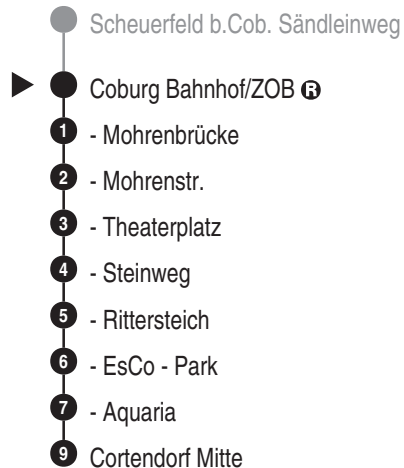 Scheuerfeld b.Cob. Sändleinweg
Coburg Bahnhof/ZOB R
1 - Mohrenbrücke
2 - Mohrenstr.
3 - Theaterplatz
4 - Steinweg
5 - Rittersteich
6 - EsCo - Park
7 - Aquaria
9 Cortendorf Mitte